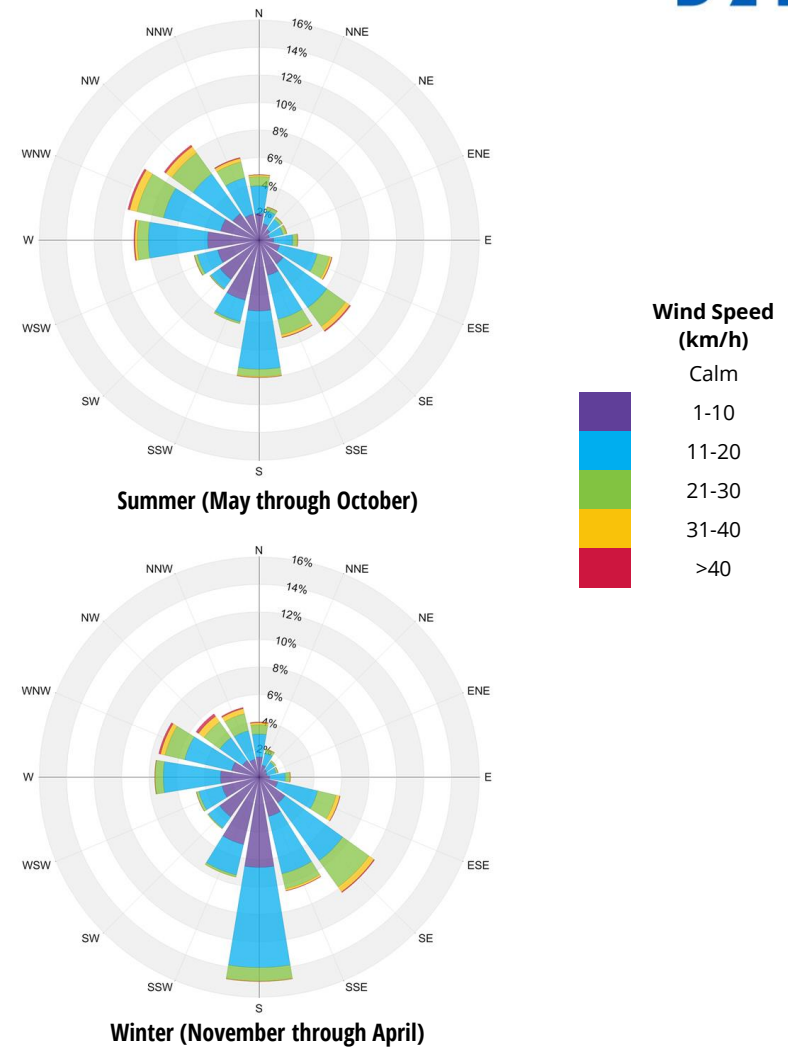 N
NNE
NE
ENE
E
ESE
SE
SSE
S
SSW
SW
WSW
W
WNW
NW
NNW
16%
14%
12%
10%
8%
6%
4%
2%
Summer (May through October)
Wind Speed
(km/h)
Calm
1-10
11-20
21-30
31-40
>40
N
NNE
NE
ENE
E
ESE
SE
SSE
S
SSW
SW
WSW
W
WNW
NW
NNW
16%
14%
12%
10%
8%
6%
4%
2%
Winter (November through April)